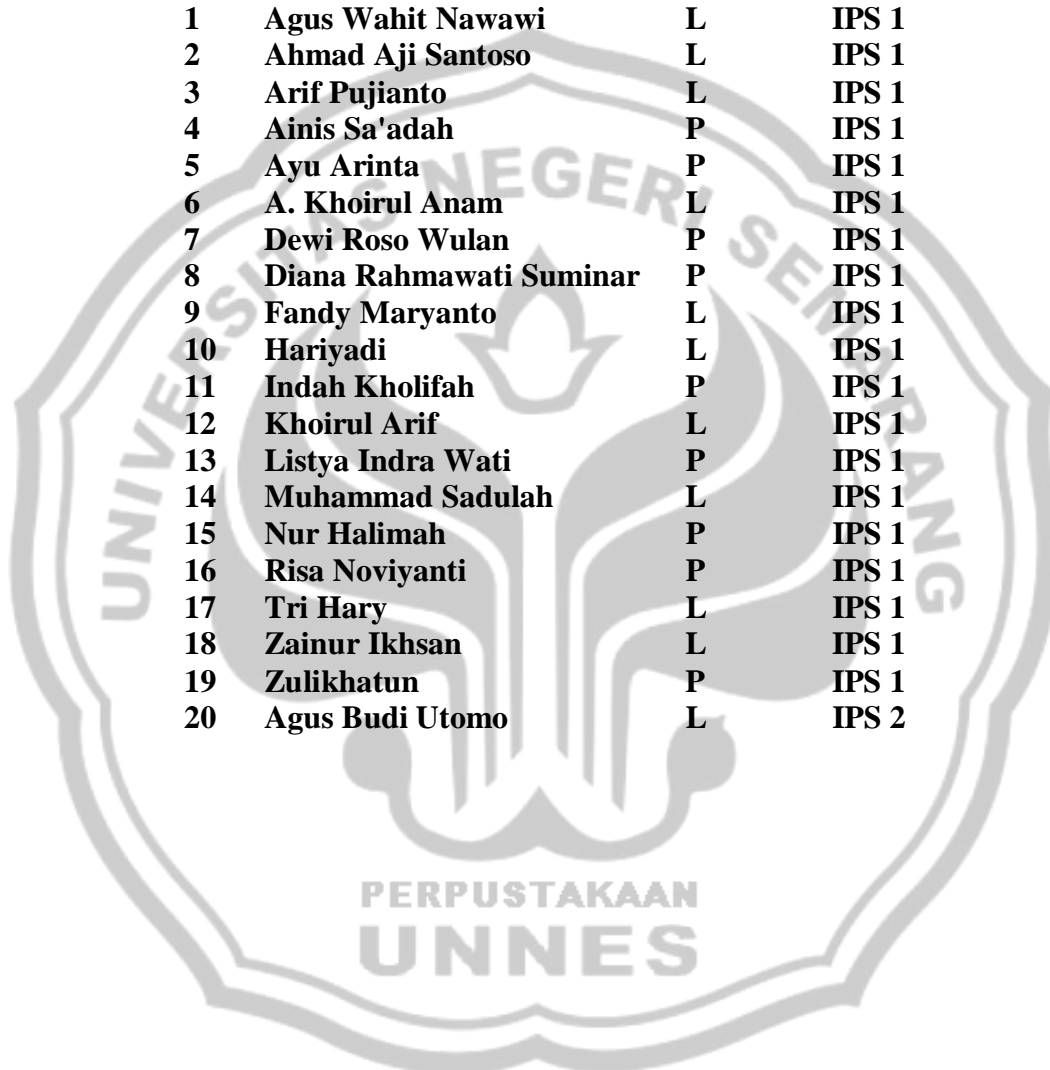 1 Agus Wahit Nawawi L IPS 1
2 Ahmad Aji Santoso L IPS 1
3 Arif Pujianto L IPS 1
4 Ainis Sa'adah P IPS 1
5 Ayu Arinta P IPS 1
6 A. Khoirul Anam L IPS 1
7 Dewi Roso Wulan P IPS 1
8 Diana Rahmawati Suminar P IPS 1
9 Fandy Maryanto L IPS 1
10 Hariyadi L IPS 1
11 Indah Kholifah P IPS 1
12 Khoirul Arif L IPS 1
13 Listya Indra Wati P IPS 1
14 Muhammad Sadulah L IPS 1
15 Nur Halimah P IPS 1
16 Risa Noviyanti P IPS 1
17 Tri Hary L IPS 1
18 Zainur Ikhsan L IPS 1
19 Zulikhatun P IPS 1
20 Agus Budi Utomo L IPS 2
UNIVERSITAS NEGERI SEMARANG
PERPUSTAKAAN
UNNES